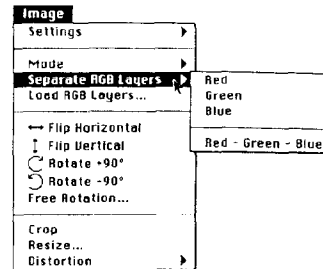 Image
Settings
Mode
Separate RGB Layers
Load RGB Layers...
Flip Horizontal
Flip Vertical
Rotate +90°
Rotate -90°
Free Rotation...
Crop
Resize...
Distortion
Red
Green
Blue
Red - Green - Blue